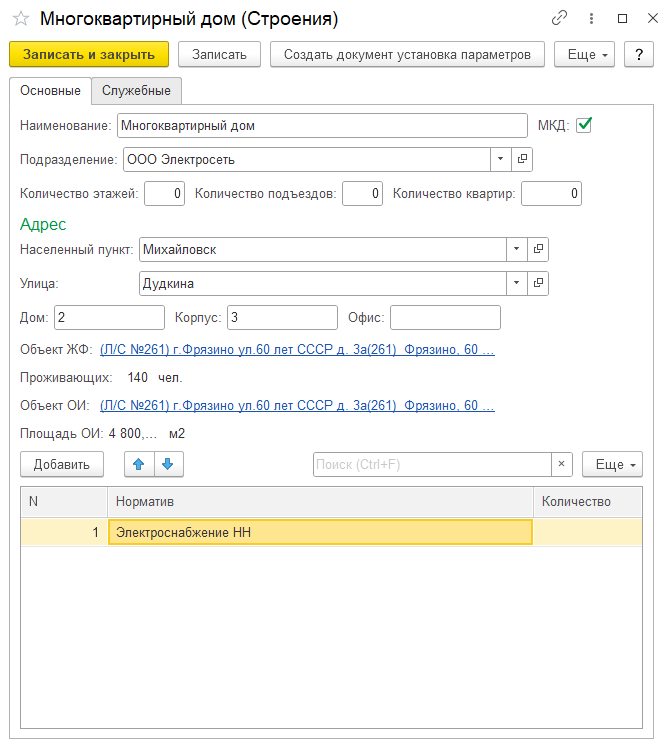 Многоквартирный дом (Строения)
Записать и закрыть Записать Создать документ установка параметров Еще ?
Основные Служебные
Наименование: Многоквартирный дом МКД:
Подразделение: ООО Электросеть
Количество этажей: 0 Количество подъездов: 0 Количество квартир: 0
Адрес
Населенный пункт: Михайловск
Улица: Дудкина
Дом: 2 Корпус: 3 Офис:
Объект ЖФ: (Л/С №261) г.Фрязино ул.60 лет СССР д. 3а(261) Фрязино, 60 ...
Проживающих: 140 чел.
Объект ОИ: (Л/С №261) г.Фрязино ул.60 лет СССР д. 3а(261) Фрязино, 60 ...
Площадь ОИ: 4 800,... м2
Добавить Поиск (Ctrl+F) × Еще
N Норматив Количество
1 Электроснабжение НН